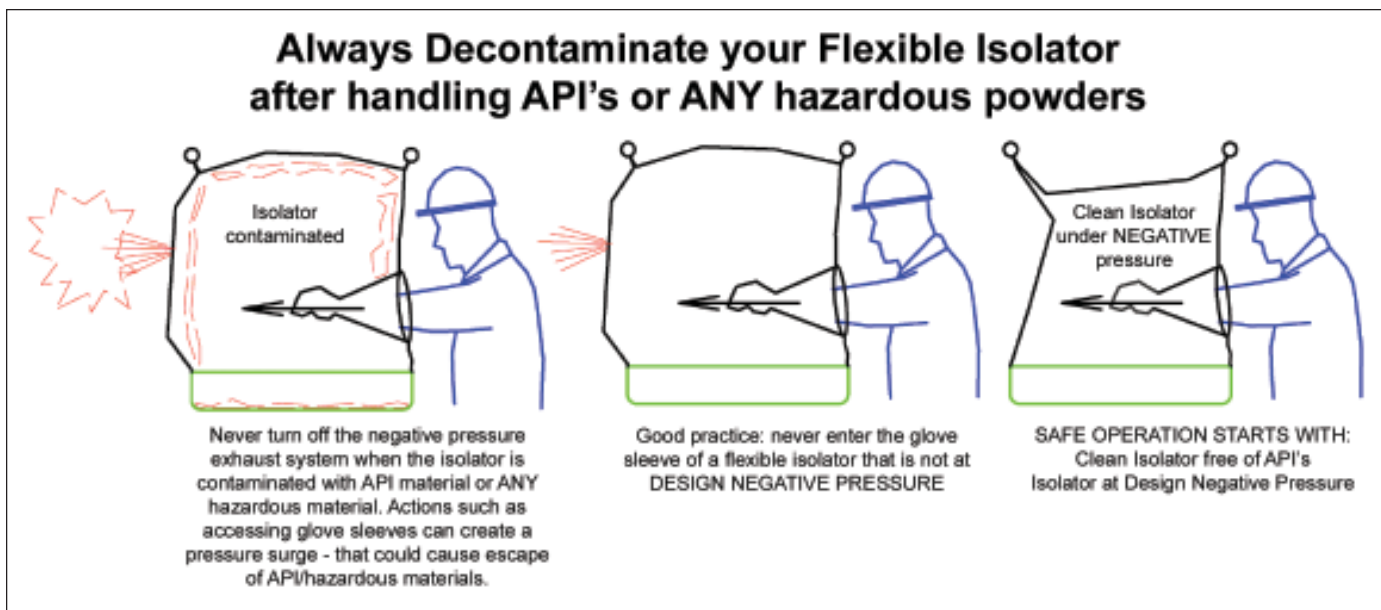 Always Decontaminate your Flexible Isolator
after handling API's or ANY hazardous powders
Isolator
contaminated
Never turn off the negative pressure
exhaust system when the isolator is
contaminated with API material or ANY
hazardous material. Actions such as
accessing glove sleeves can create a
pressure surge - that could cause escape
of API/hazardous materials.
Good practice: never enter the glove
sleeve of a flexible isolator that is not at
DESIGN NEGATIVE PRESSURE
Clean Isolator
under NEGATIVE
pressure
SAFE OPERATION STARTS WITH:
Clean Isolator free of API's
Isolator at Design Negative Pressure